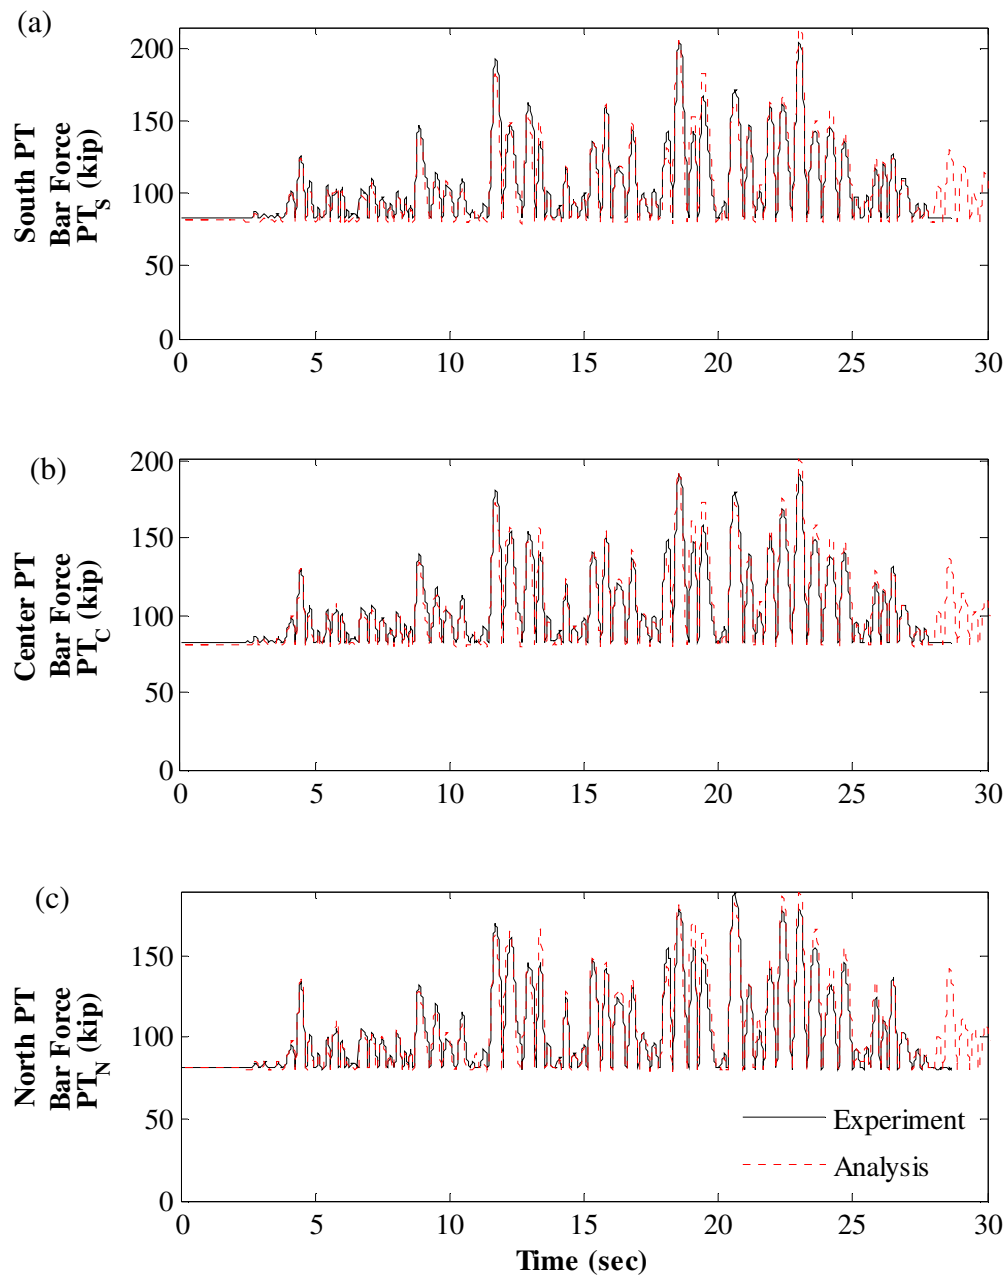 (a)
South PT
Bar Force
PT_S (kip)
200
150
100
50
0
0 5 10 15 20 25 30
(b)
Center PT
Bar Force
PT_C (kip)
200
150
100
50
0
0 5 10 15 20 25 30
(c)
North PT
Bar Force
PT_N (kip)
150
100
50
0
Experiment
Analysis
0 5 10 15 20 25 30
Time (sec)